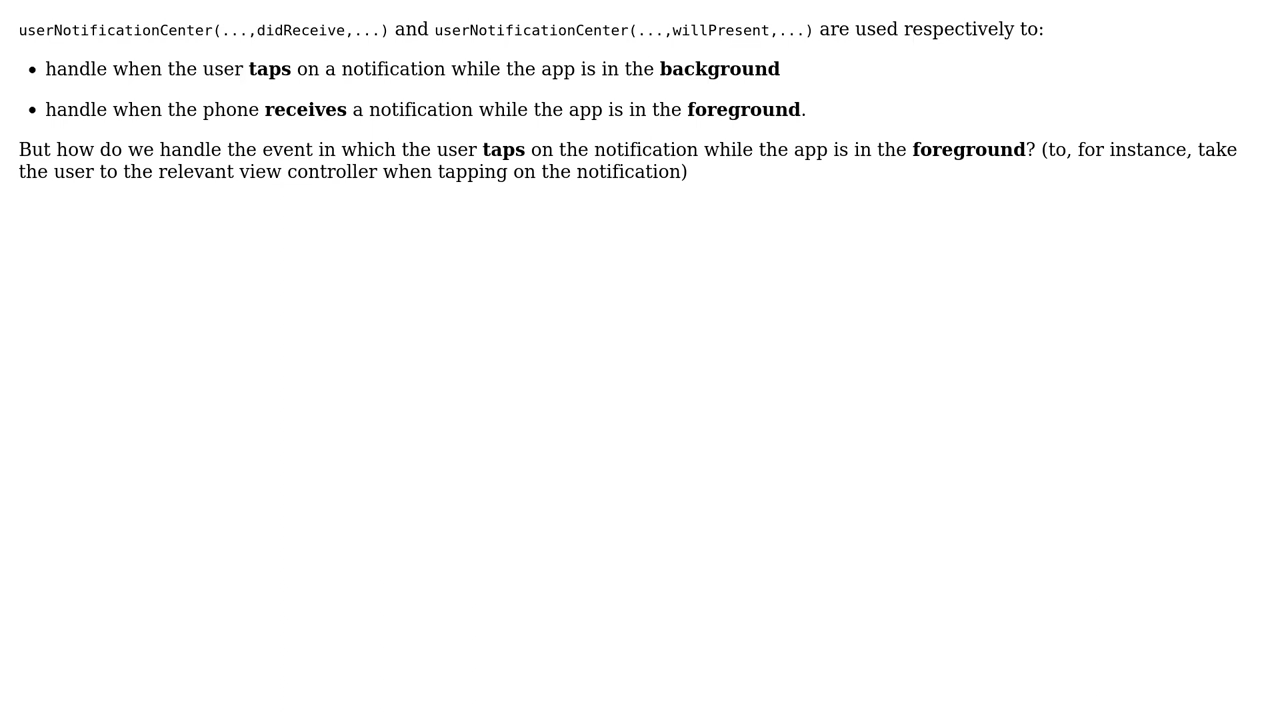 userNotificationCenter(...,didReceive,...) and userNotificationCenter(...,willPresent,...) are used respectively to:
• handle when the user taps on a notification while the app is in the background
• handle when the phone receives a notification while the app is in the foreground.
But how do we handle the event in which the user taps on the notification while the app is in the foreground? (to, for instance, take
the user to the relevant view controller when tapping on the notification)